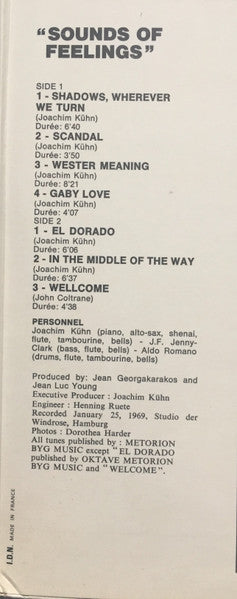 “SOUNDS OF
FEELINGS”
SIDE 1
1 - SHADOWS, WHEREVER
WE TURN
(Joachim Kühn)
Durée: 6'40
2 - SCANDAL
(Joachim Kühn)
Durée: 3'50
3 - WESTER MEANING
(Joachim Kühn)
Durée: 8'21
4 - GABY LOVE
(Joachim Kühn)
Durée: 4'07
SIDE 2
1 - EL DORADO
(Joachim Kühn)
Durée: 6'06
2 - IN THE MIDDLE OF THE WAY
(Joachim Kühn)
Durée: 6'37
3 - WELLCOME
(John Coltrane)
Durée: 4'38
PERSONNEL
Joachim Kühn (piano, alto-sax, shenai,
flute, tambourine, bells) - J.F. Jenny-
Clark (bass, flute, bells) - Aldo Romano
(drums, flute, tambourine, bells)
Produced by: Jean Georgakarakos and
Jean Luc Young
Executive Producer : Joachim Kühn
Engineer : Henning Ruete
Recorded January 25, 1969, Studio der
Windrose, Hamburg
Photos : Dorothea Harder
All tunes published by : METORION
BYG MUSIC except “EL DORADO
published by OKTAVE METORION
BYG MUSIC and “WELCOME”.
I.D.N. MADE IN FRANCE